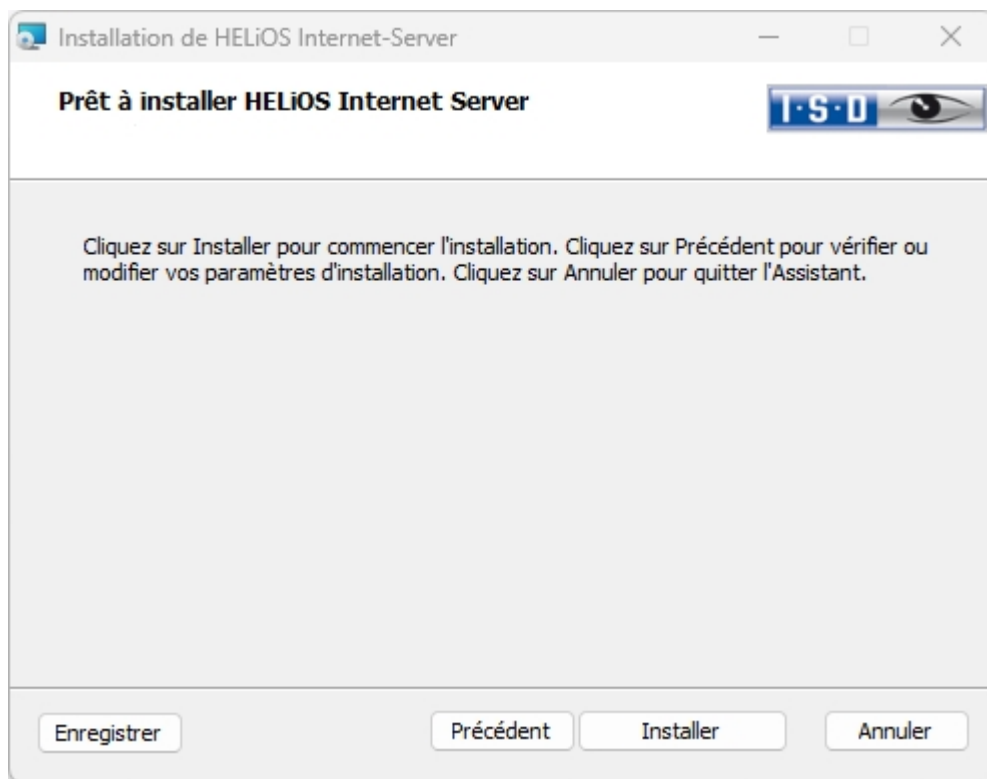 Installation de HELiOS Internet-Server
Prêt à installer HELiOS Internet Server
I·S·D
Cliquez sur Installer pour commencer l'installation. Cliquez sur Précédent pour vérifier ou
modifier vos paramètres d'installation. Cliquez sur Annuler pour quitter l'Assistant.
Enregistrer Précédent Installer Annuler